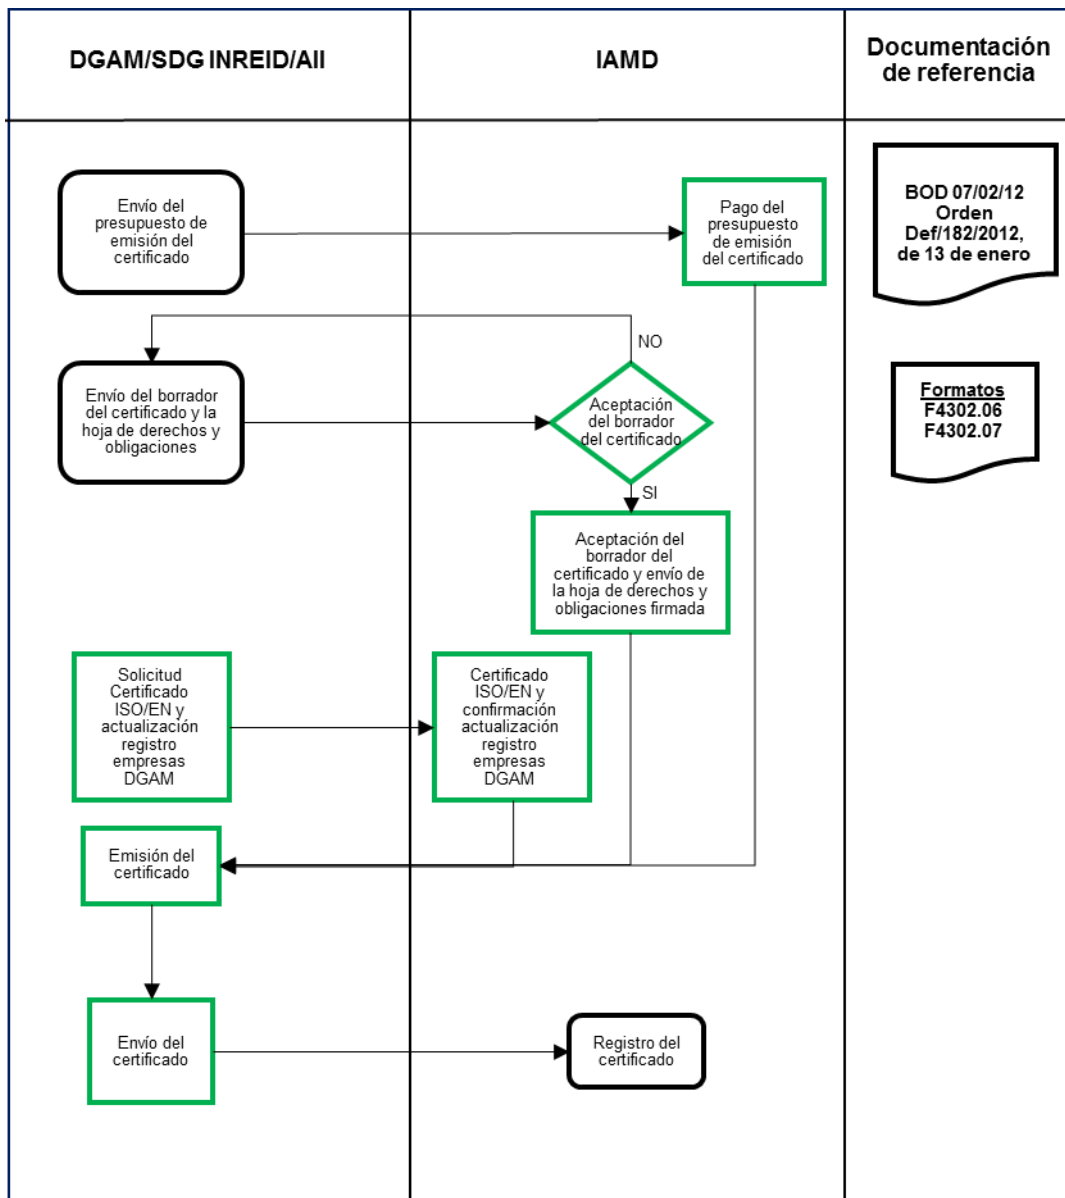 DGAM/SDG INREID/AII
IAMD
Documentación
de referencia
Envío del
presupuesto de
emisión del
certificado
Pago del
presupuesto
de emisión
del certificado
BOD 07/02/12
Orden
Def/182/2012,
de 13 de enero
NO
Envío del borrador
del certificado y la
hoja de derechos y
obligaciones
Aceptación
del borrador
del certificado
Formatos
F4302.06
F4302.07
SI
Aceptación del
borrador del
certificado y envío de
la hoja de derechos y
obligaciones firmada
Solicitud
Certificado
ISO/EN y
actualización
registro
empresas
DGAM
Certificado
ISO/EN y
confirmación
actualización
registro
empresas
DGAM
Emisión del
certificado
Envío del
certificado
Registro del
certificado